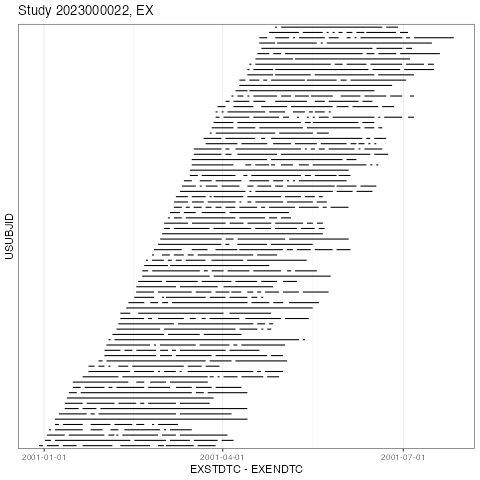 Study 2023000022, EX
USUBJID
2001-01-01
2001-04-01
2001-07-01
EXSTDTC - EXENDTC